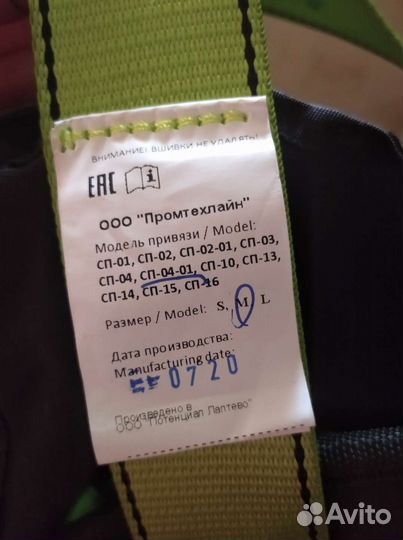 ВНИМАНИЕ! ВШИВКИ НЕ УДАЛЯТЬ!
EAC
ООО "Промтехлайн"
Модель привязи / Model:
СП-01, СП-02, СП-02-01, СП-03,
СП-04, СП-04-01, СП-10, СП-13,
СП-14, СП-15, СП-16
Размер / Model: S, M, L
Дата производства:
Manufacturing date:
0720
Произведено в
ООО "Потенциал Лаптево"
Avito